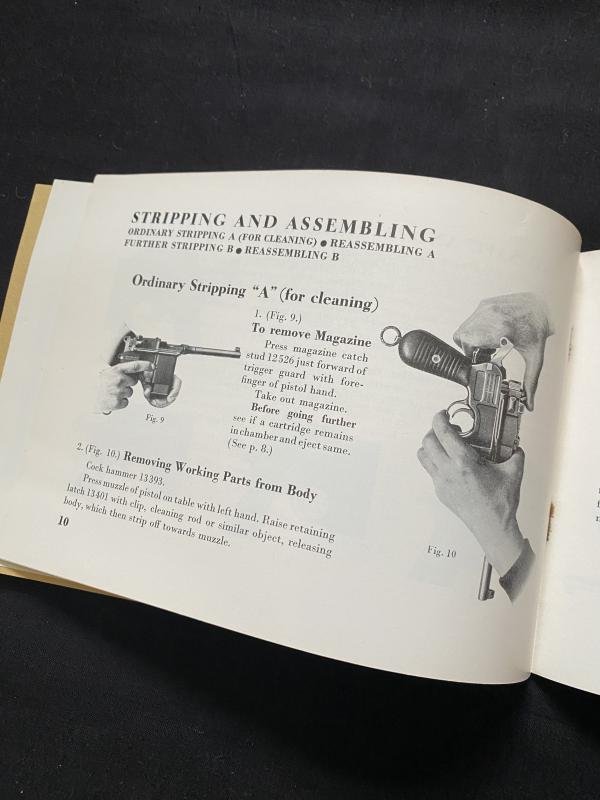 STRIPPING AND ASSEMBLING
ORDINARY STRIPPING A (FOR CLEANING) ● REASSEMBLING A
FURTHER STRIPPING B ● REASSEMBLING B
Ordinary Stripping “A” (for cleaning)
1. (Fig. 9.)
To remove Magazine
Press magazine catch
stud 12526 just forward of
trigger guard with fore-
finger of pistol hand.
Take out magazine.
Before going further
see if a cartridge remains
in chamber and eject same.
(See p. 8.)
Fig. 9
2. (Fig. 10.) Removing Working Parts from Body
Cock hammer 13393.
Press muzzle of pistol on table with left hand. Raise retaining
latch 13401 with clip, cleaning rod or similar object, releasing
body, which then strip off towards muzzle.
10
Fig. 10